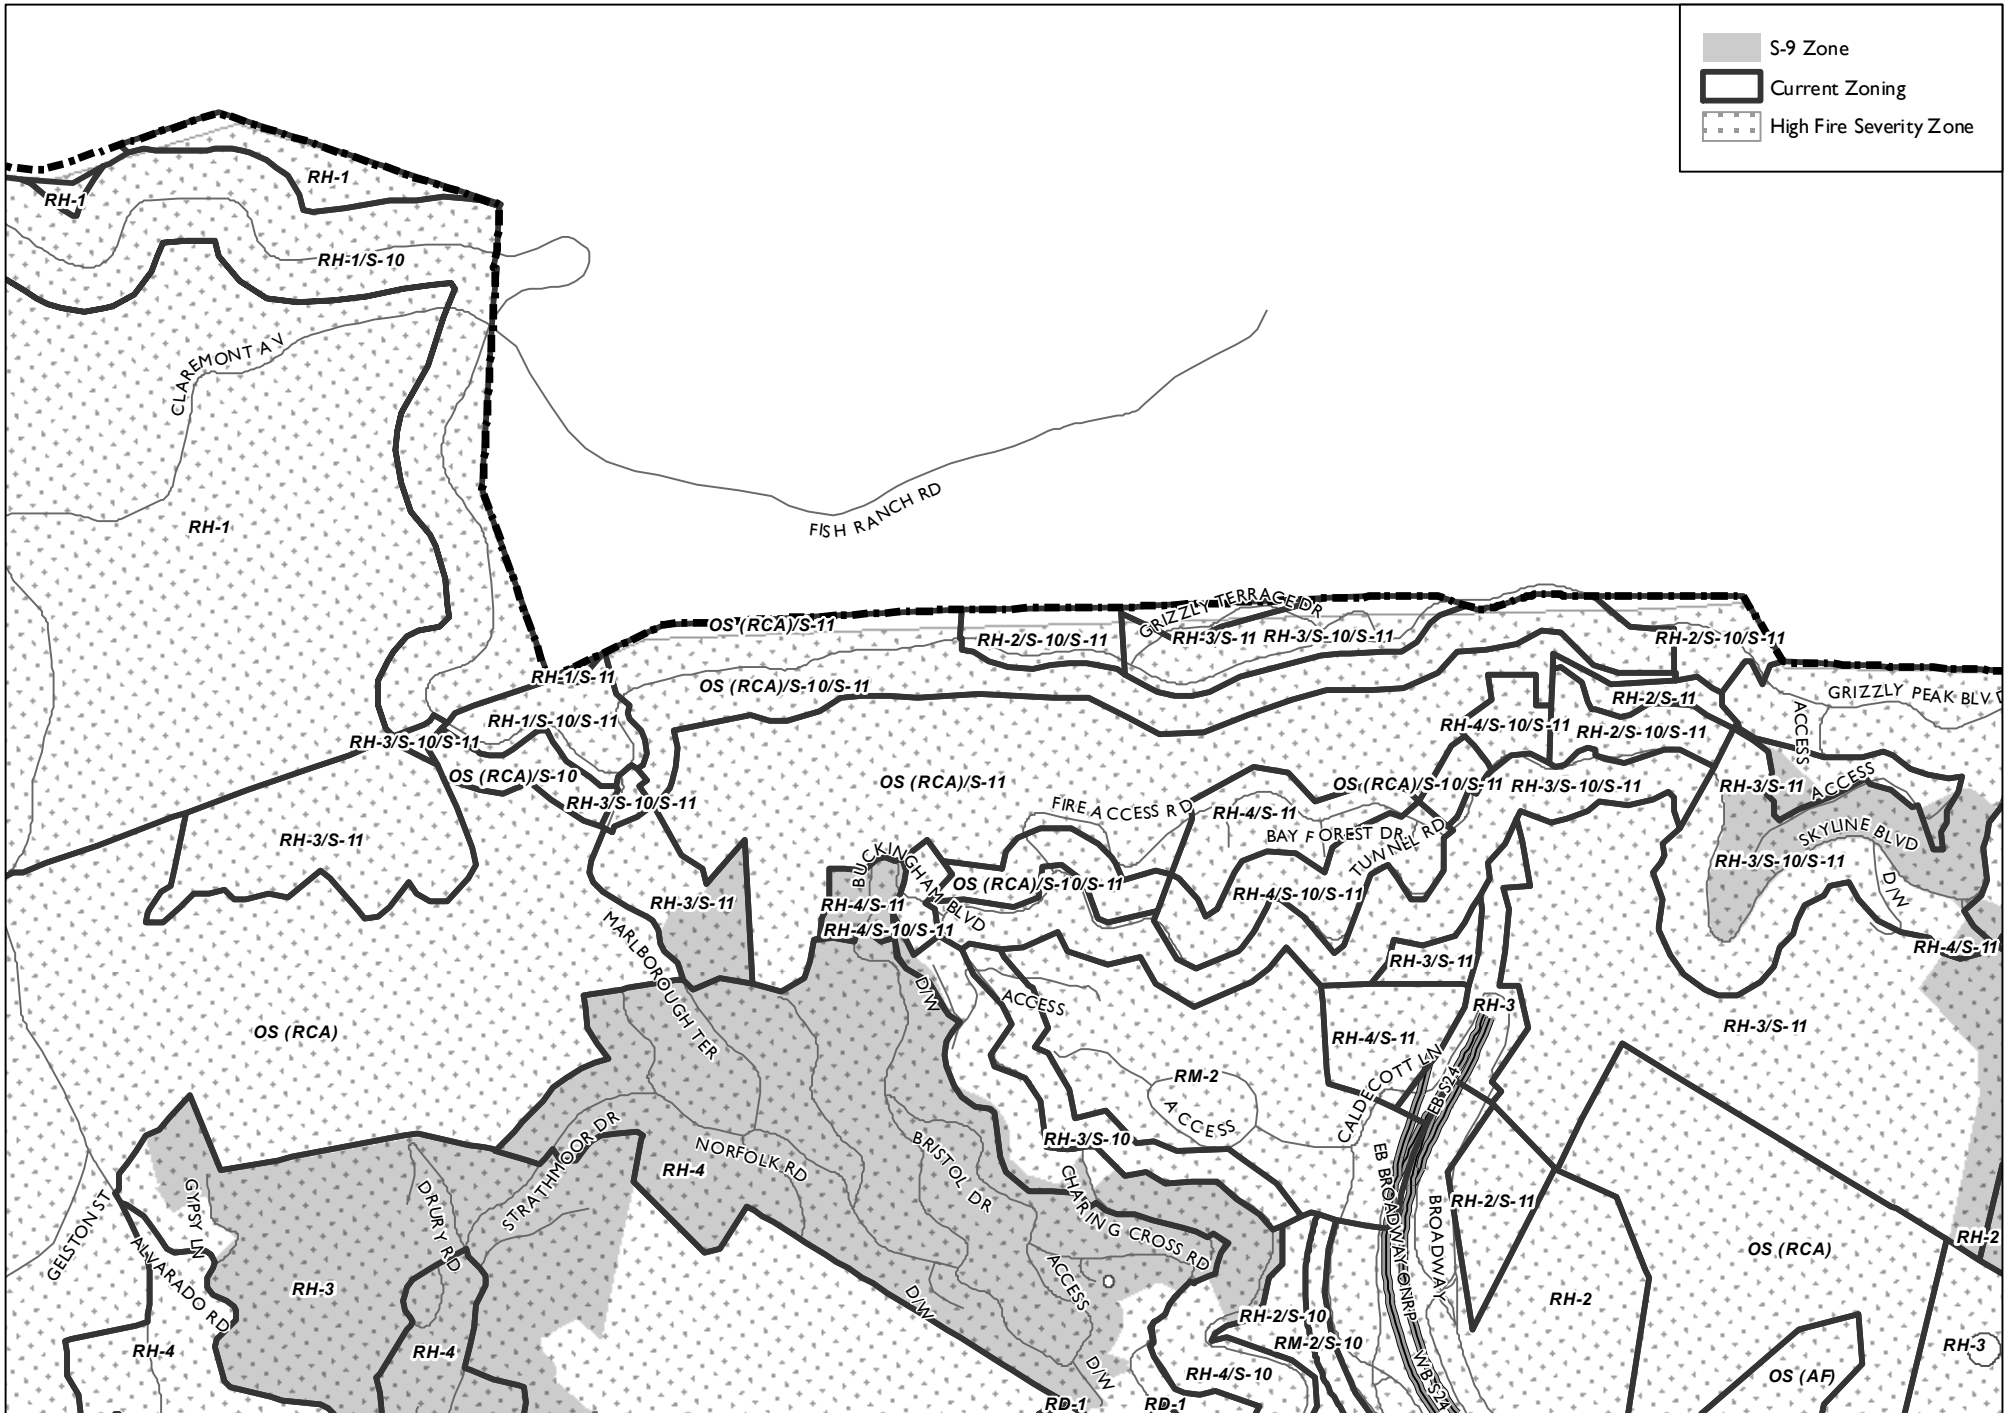 S-9 Zone
Current Zoning
High Fire Severity Zone
RH-1
RH-1
RH-1/S-10
CLAREMONT AV
RH-1
FISH RANCH RD
GRIZZLY TERRACE DR
OS (RCA)/S-11
RH-2/S-10/S-11
RH-3/S-11
RH-3/S-10/S-11
RH-2/S-10/S-11
RH-1/S-11
OS (RCA)/S-10/S-11
RH-2/S-11
GRIZZLY PEAK BLV
RH-1/S-10/S-11
RH-4/S-10/S-11
RH-2/S-10/S-11
ACCESS
RH-3/S-10/S-11
OS (RCA)/S-10
OS (RCA)/S-11
OS (RCA)/S-10/S-11
RH-3/S-10/S-11
RH-3/S-11
ACCESS
RH-3/S-10/S-11
FIRE ACCESS RD
RH-4/S-11
BAY FOREST DR
TUNNEL RD
SKYLINE BLVD
RH-3/S-11
BUCKINGHAM BLVD
RH-3/S-10/S-11
D/W
OS (RCA)/S-10/S-11
RH-4/S-10/S-11
RH-3/S-11
RH-4/S-11
RH-4/S-10/S-11
MARLBOROUGH TER
RH-4/S-11
RH-3/S-11
D/W
ACCESS
RH-3
OS (RCA)
RH-4/S-11
RH-3/S-11
CALDECOTT LN
RM-2
ACCESS
EB S24
RH-3/S-10
STRATHMOOR DR
NORFOLK RD
RH-4
BRISTOL DR
CHARING CROSS RD
EB BROADWAY-ONRP
BROADWAY
RH-2/S-11
GYPSY LN
DRURY RD
GELSTON ST
ALVARADO RD
RH-2
OS (RCA)
ACCESS
RH-3
D/W
RH-2
RH-2/S-10
RM-2/S-10
RH-3
RH-4
RH-4
D/W
RH-4/S-10
WB-S24
OS (AF)
RD-1
RD-1